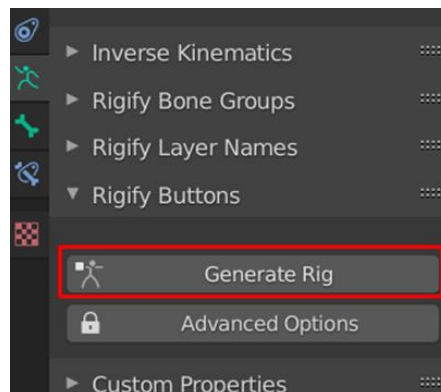 Inverse Kinematics
Rigify Bone Groups
Rigify Layer Names
Rigify Buttons
Generate Rig
Advanced Options
Custom Properties